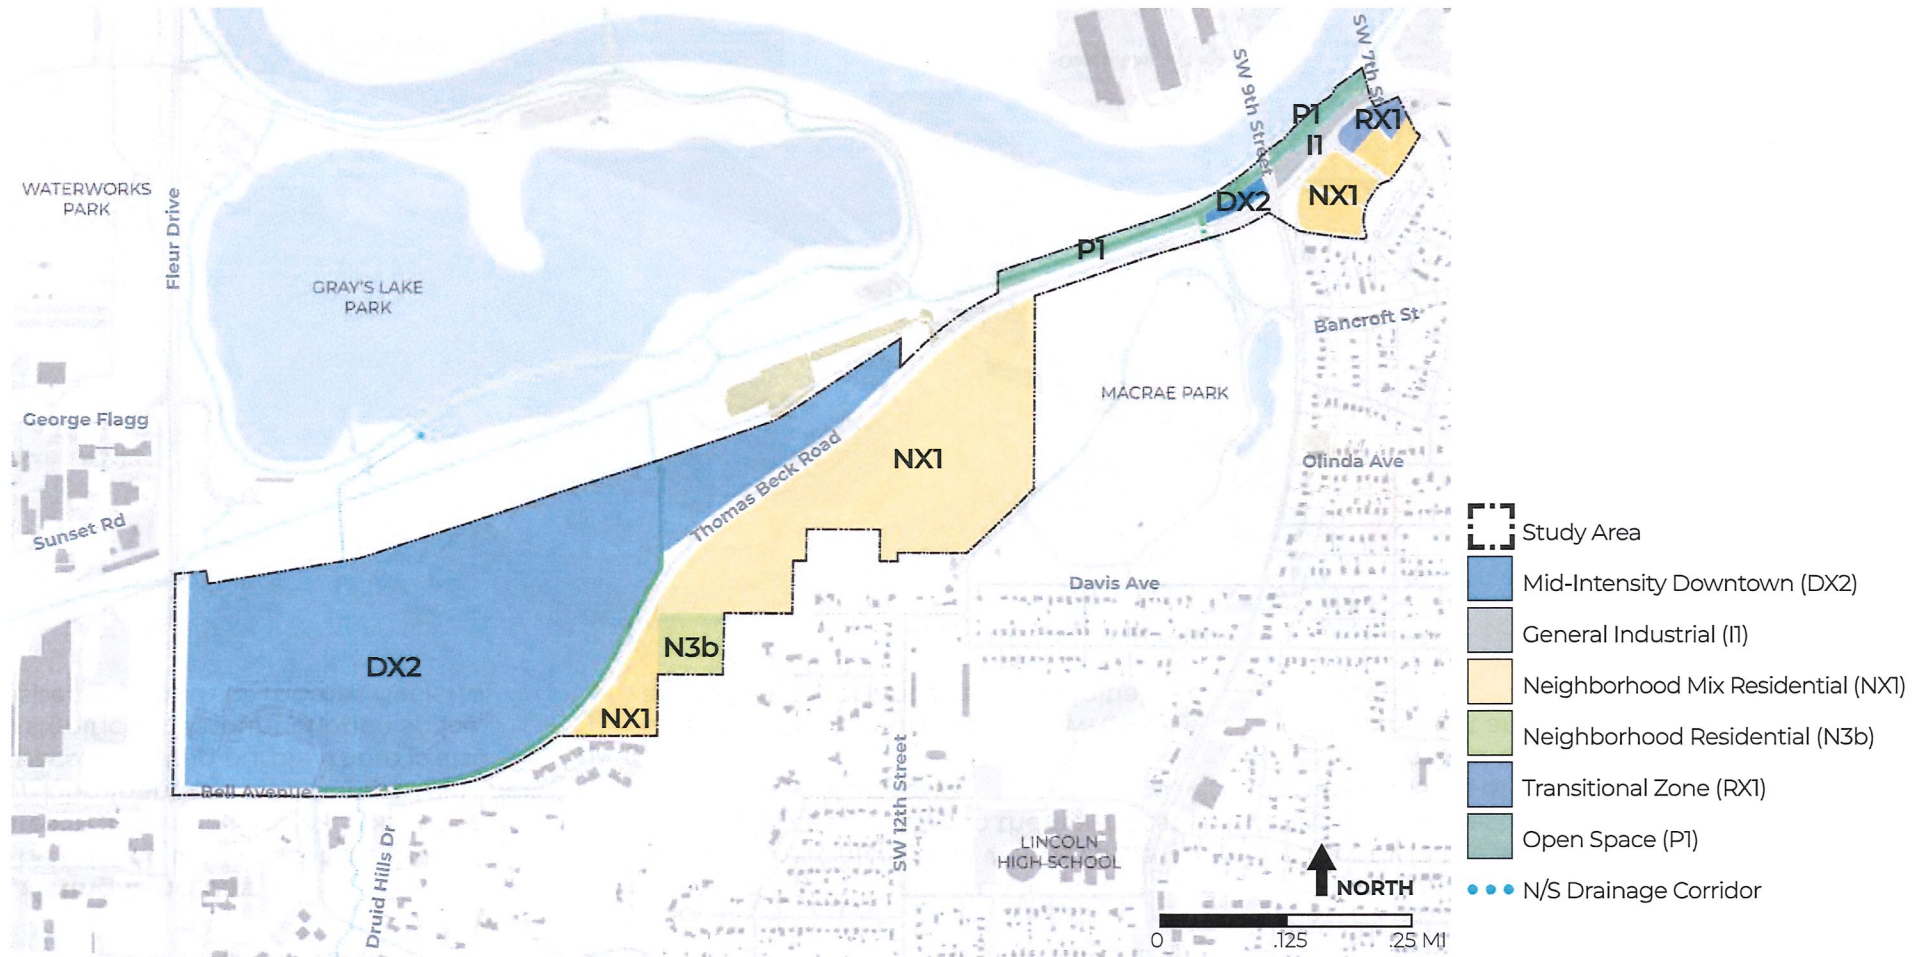 SW 7th St
SW 9th Street
P1
RX1
I1
WATERWORKS
PARK
Fleur Drive
NX1
DX2
P1
GRAY'S LAKE
PARK
Bancroft St
MACRAE PARK
George Flagg
Thomas Beck Road
NX1
Olinda Ave
Sunset Rd
Davis Ave
N3b
DX2
NX1
Bell Avenue
SW 12th Street
Druid Hills Dr
LINCOLN
HIGH SCHOOL
NORTH
0 .125 .25 MI
Study Area
Mid-Intensity Downtown (DX2)
General Industrial (I1)
Neighborhood Mix Residential (NX1)
Neighborhood Residential (N3b)
Transitional Zone (RX1)
Open Space (P1)
N/S Drainage Corridor